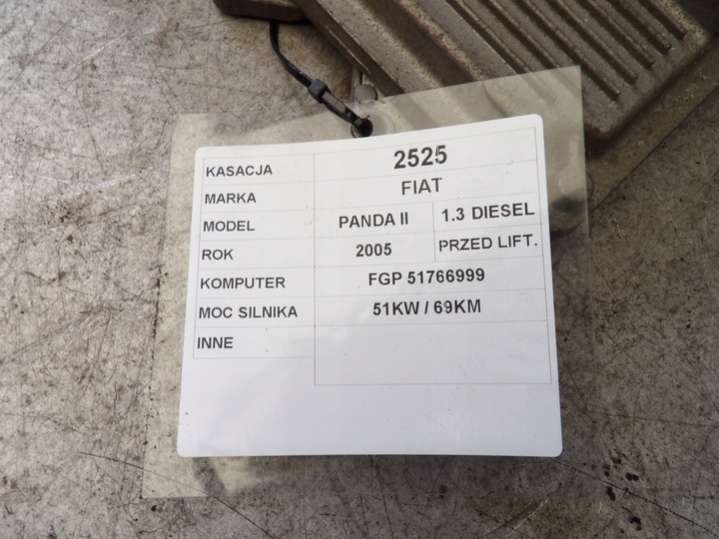 KASACJA 2525
MARKA FIAT
MODEL PANDA II 1.3 DIESEL
ROK 2005 PRZED LIFT.
KOMPUTER FGP 51766999
MOC SILNIKA 51KW / 69KM
INNE